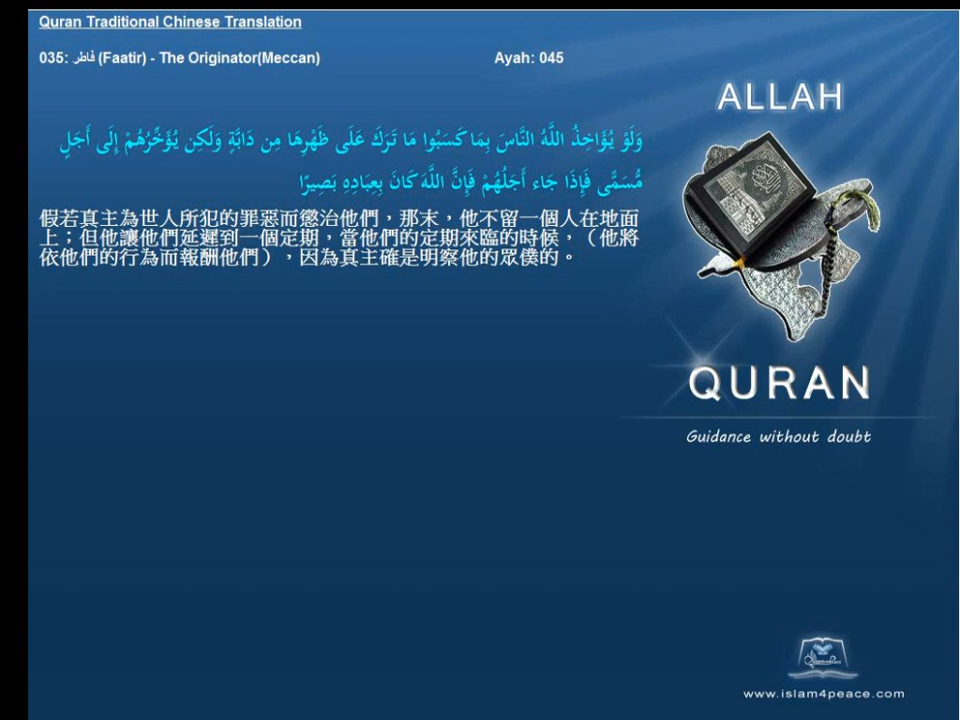 Quran Traditional Chinese Translation
035: فاطر (Faatir) - The Originator(Meccan) Ayah: 045
وَلَوْ يُؤَاخِذُ اللَّهُ النَّاسَ بِمَا كَسَبُوا مَا تَرَكَ عَلَى ظَهْرِهَا مِن دَابَّةٍ وَلَكِن يُؤَخِّرُهُمْ إِلَى أَجَلٍ
مُّسَمًّى فَإِذَا جَاء أَجَلُهُمْ فَإِنَّ اللَّهَ كَانَ بِعِبَادِهِ بَصِيرًا
假若真主為世人所犯的罪惡而懲治他們，那末，他不留一個人在地面
上；但他讓他們延遲到一個定期，當他們的定期來臨的時候，（他將
依他們的行為而報酬他們），因為真主確是明察他的眾僕的。
ALLAH
QURAN
Guidance without doubt
www.islam4peace.com